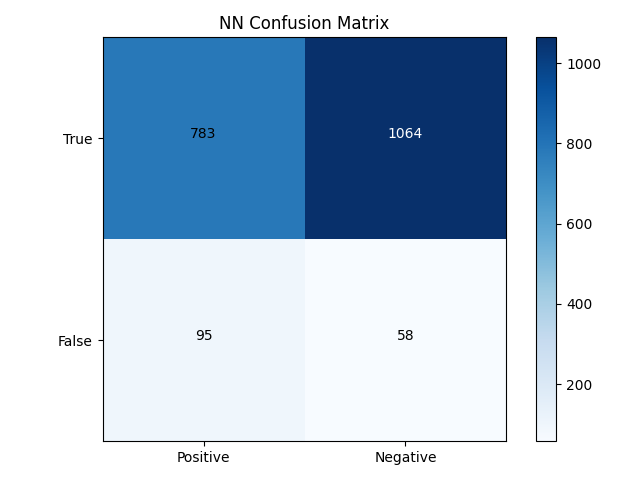 NN Confusion Matrix
True
783
1064
False
95
58
Positive
Negative
1000
800
600
400
200